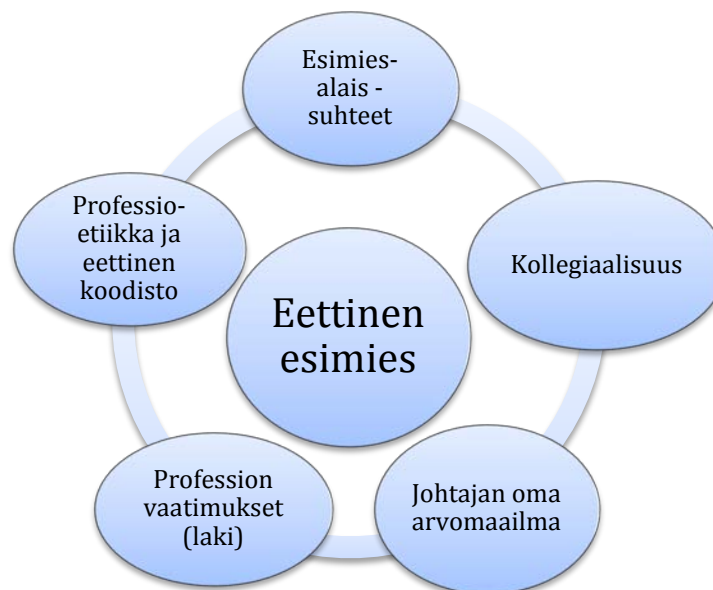 Esimies-
alais -
suhteet
Kollegiaalisuus
Johtajan oma
arvomaailma
Profession
vaatimukset
(laki)
Professio-
etiikka ja
eettinen
koodisto
Eettinen
esimies